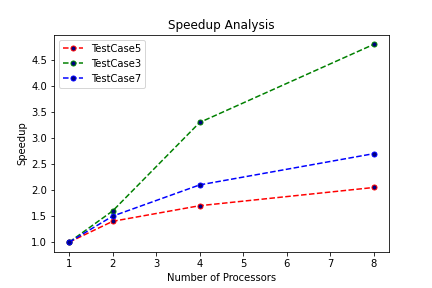 Speedup Analysis
TestCase5
TestCase3
TestCase7
Speedup
4.5
4.0
3.5
3.0
2.5
2.0
1.5
1.0
1 2 3 4 5 6 7 8
Number of Processors